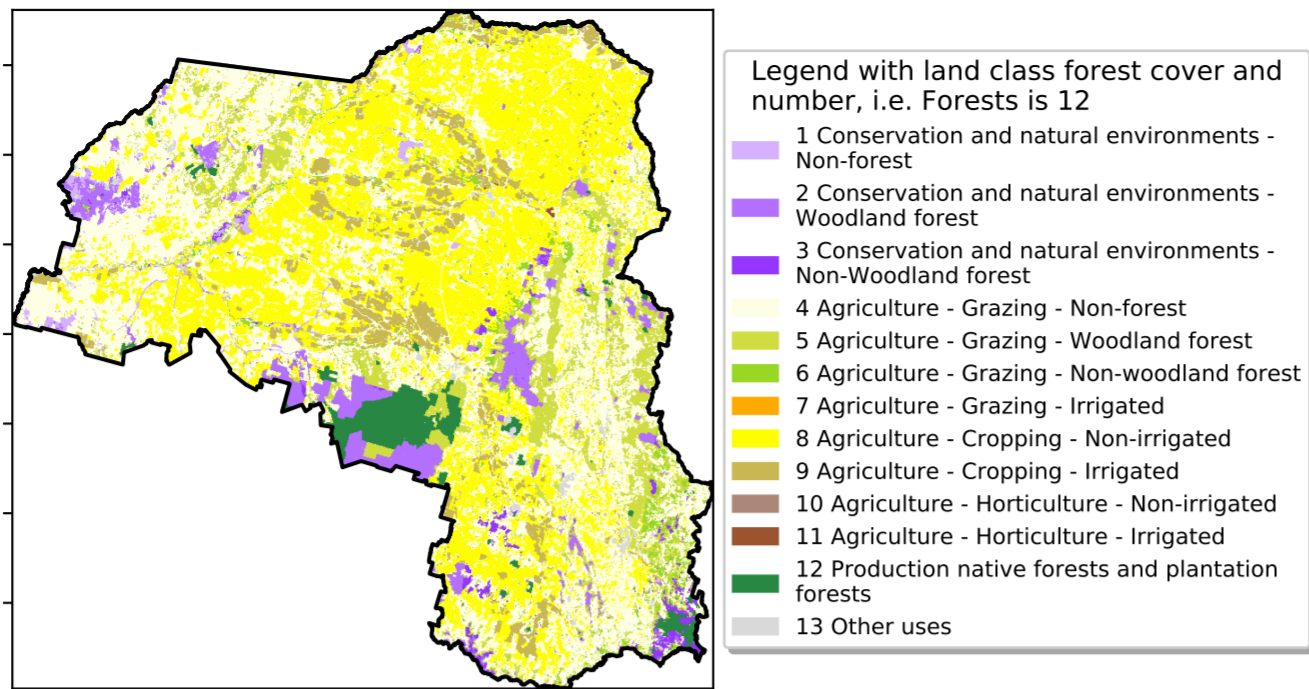 Legend with land class forest cover and
number, i.e. Forests is 12
1 Conservation and natural environments -
Non-forest
2 Conservation and natural environments -
Woodland forest
3 Conservation and natural environments -
Non-Woodland forest
4 Agriculture - Grazing - Non-forest
5 Agriculture - Grazing - Woodland forest
6 Agriculture - Grazing - Non-woodland forest
7 Agriculture - Grazing - Irrigated
8 Agriculture - Cropping - Non-irrigated
9 Agriculture - Cropping - Irrigated
10 Agriculture - Horticulture - Non-irrigated
11 Agriculture - Horticulture - Irrigated
12 Production native forests and plantation
forests
13 Other uses